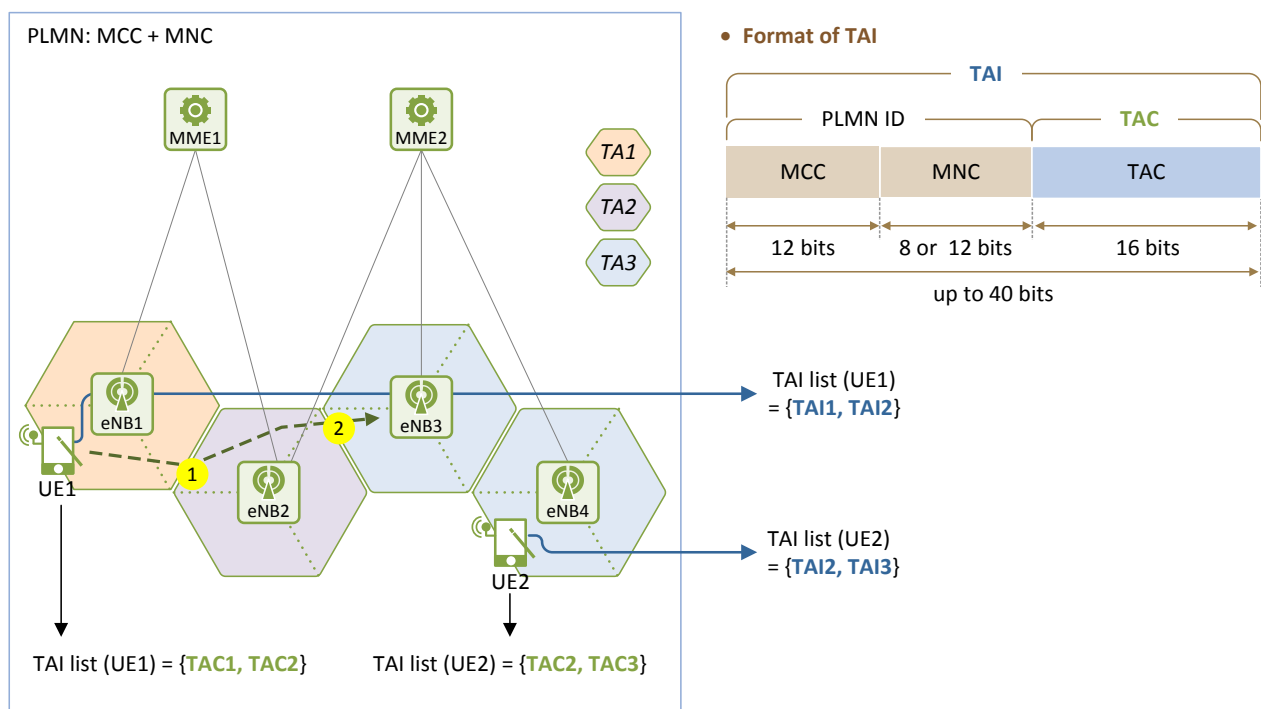 PLMN: MCC + MNC
MME1
MME2
TA1
TA2
TA3
eNB1
eNB3
2
1
UE1
eNB2
eNB4
UE2
TAI list (UE1) = {TAC1, TAC2}
TAI list (UE2) = {TAC2, TAC3}
• Format of TAI
TAI
PLMN ID
TAC
MCC
MNC
TAC
12 bits
8 or 12 bits
16 bits
up to 40 bits
TAI list (UE1)
= {TAI1, TAI2}
TAI list (UE2)
= {TAI2, TAI3}